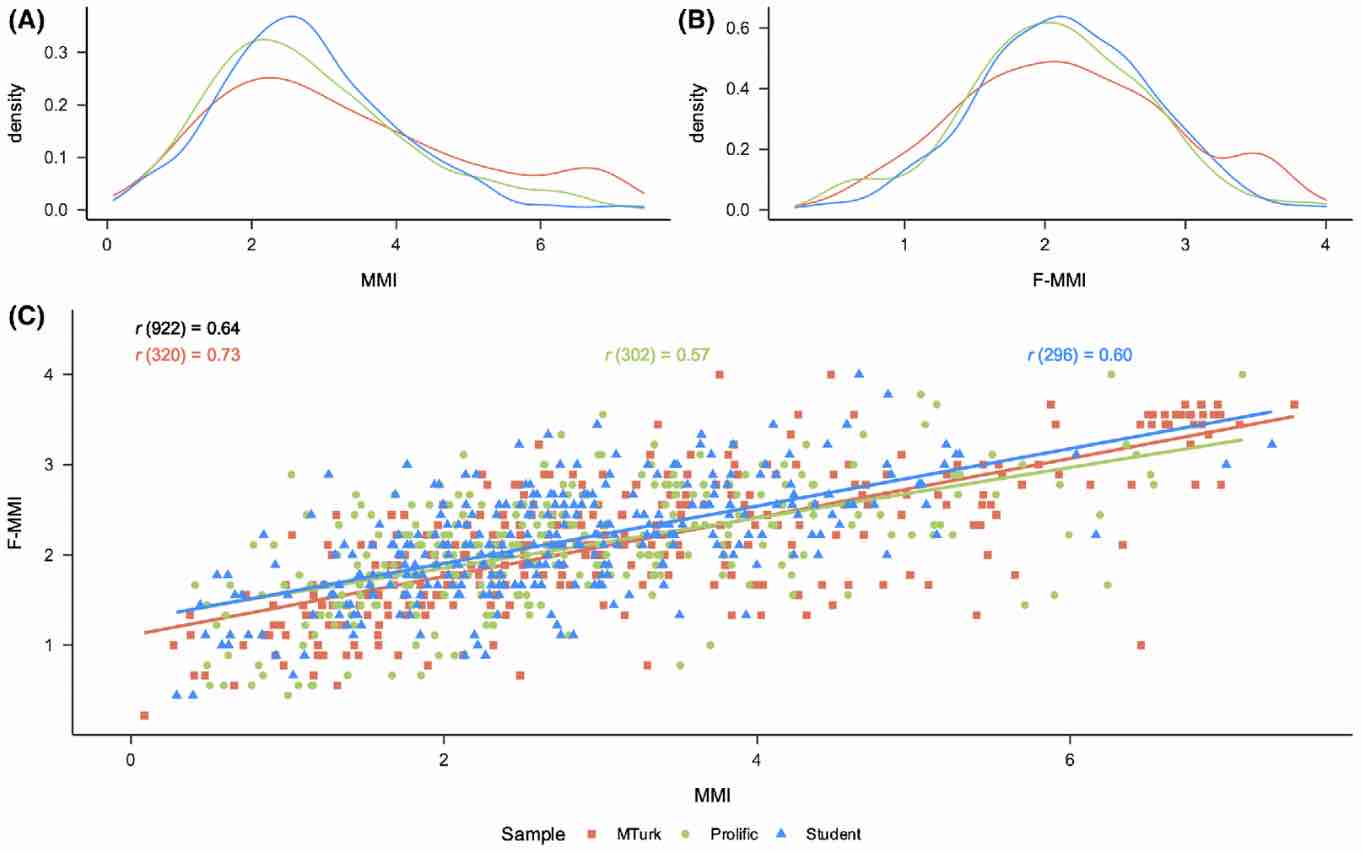 (A)
density
0.3
0.2
0.1
0.0
0 2 4 6
MMI
(B)
density
0.6
0.4
0.2
0.0
1 2 3 4
F-MMI
(C)
r (922) = 0.64
r (320) = 0.73 r (302) = 0.57 r (296) = 0.60
F-MMI
4
3
2
1
0 2 4 6
MMI
Sample MTurk Prolific Student